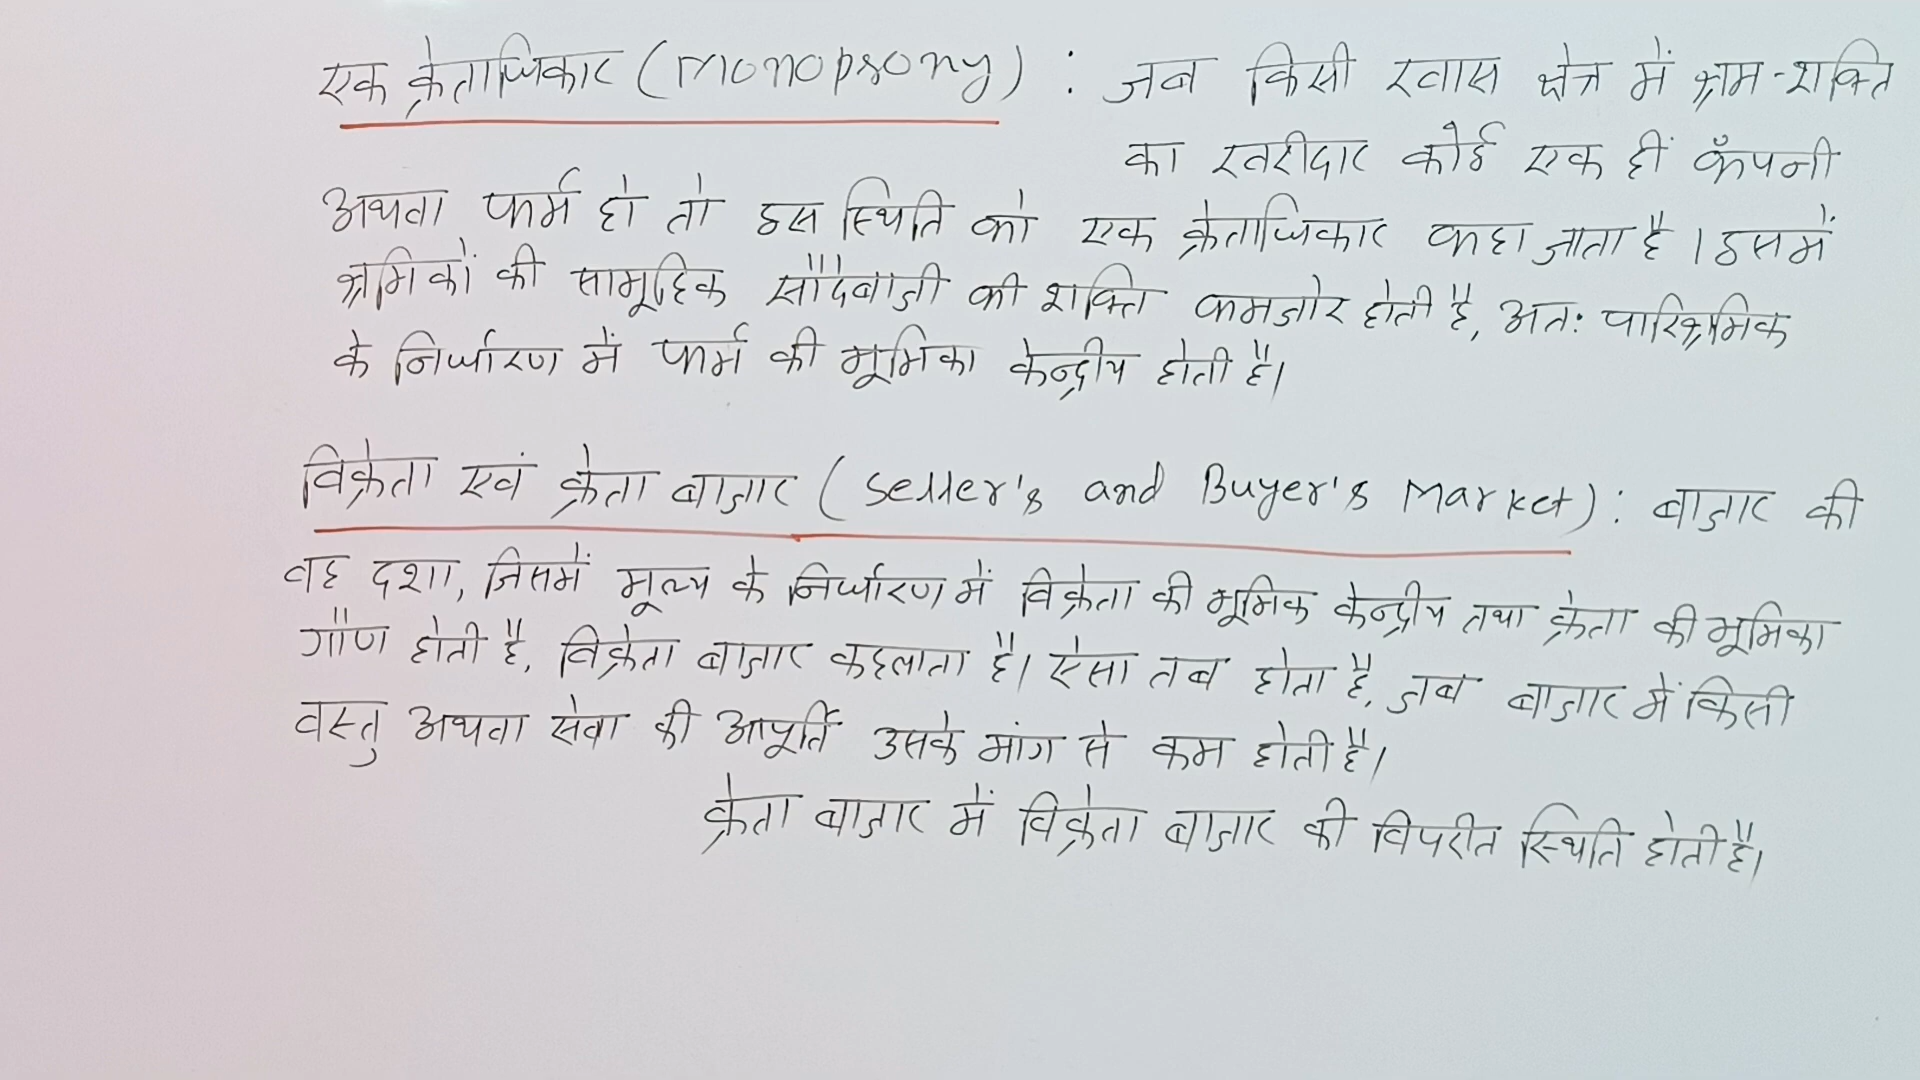 एक क्रेताधिकार (Monopsony) : जब किसी खास क्षेत्र में श्रम-शक्ति
का खरीदार कोई एक हीं कँपनी
अथवा फर्म हो तो इस स्थिति को एक क्रेताधिकार कहा जाता है । इसमें
श्रमिकों की सामूहिक सौदेबाजी की शक्ति कमजोर होती है, अतः पारिश्रमिक
के निर्धारण में फर्म की भूमिका केन्द्रीय होती है।
विक्रेता एवं क्रेता बाजार ( Seller's and Buyer's Market) : बाजार की
वह दशा, जिसमें मूल्य के निर्धारण में विक्रेता की भूमिक केन्द्रीय तथा क्रेता की भूमिका
गौण होती है, विक्रेता बाजार कहलाता है। ऐसा तब होता है, जब बाजार में किसी
वस्तु अथवा सेवा की आपूर्ति उसके मांग से कम होती है।
क्रेता बाजार में विक्रेता बाजार की विपरीत स्थिति होती है।